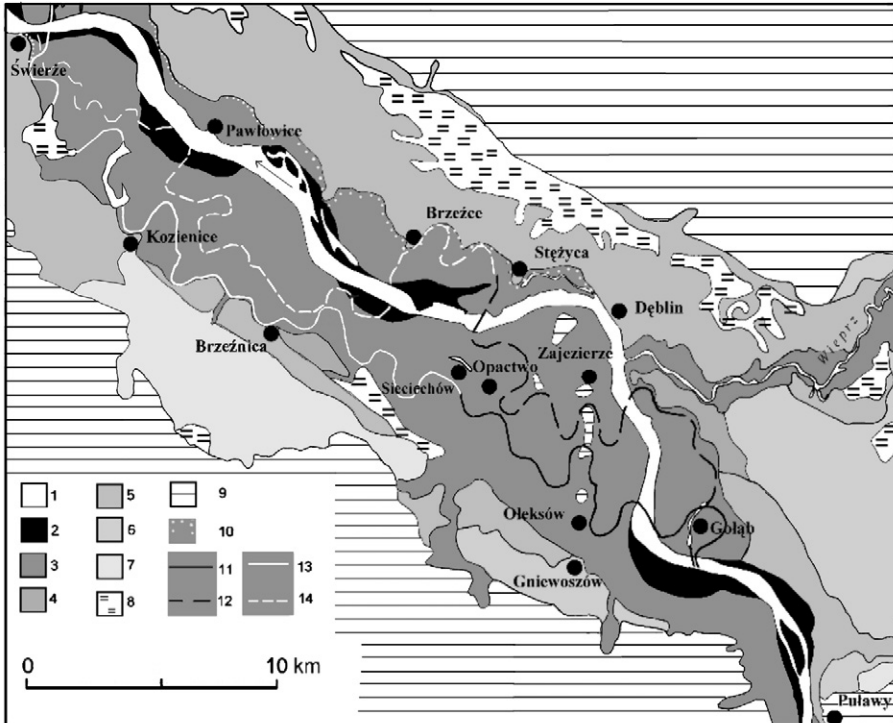 Świerże
Pawłowice
Brzeźce
Kozienice
Stężyca
Dęblin
Wieprz
Brzeźnica
Zajezierze
Opactwo
Sieciechów
1 5 9
2 6 10
3 7 11 13
4 8 12 14
Oleksów
Gołąb
Gniewoszów
0 10 km
Puławy